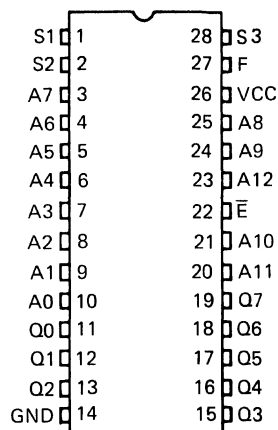 S1 1 28 S3
S2 2 27 F
A7 3 26 VCC
A6 4 25 A8
A5 5 24 A9
A4 6 23 A12
A3 7 22 E̅
A2 8 21 A10
A1 9 20 A11
A0 10 19 Q7
Q0 11 18 Q6
Q1 12 17 Q5
Q2 13 16 Q4
GND 14 15 Q3